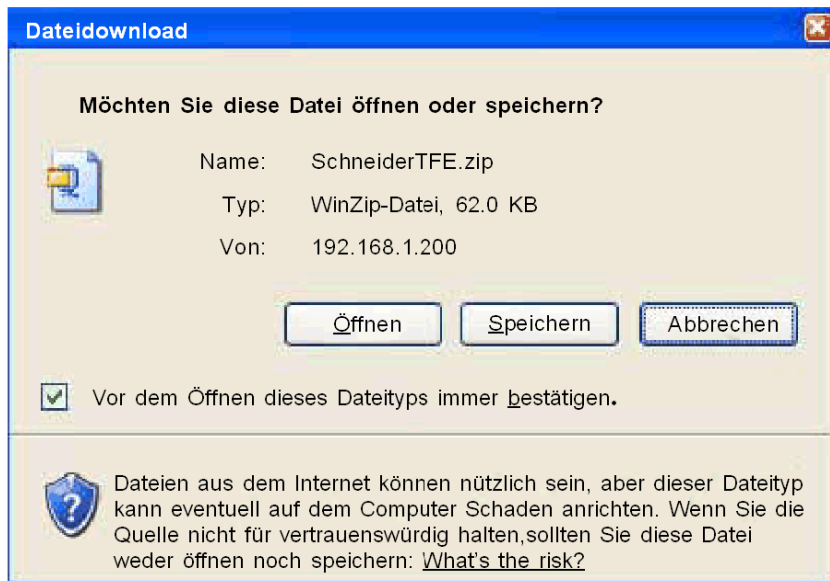 Dateidownload
Möchten Sie diese Datei öffnen oder speichern?
Name: SchneiderTFE.zip
Typ: WinZip-Datei, 62.0 KB
Von: 192.168.1.200
Öffnen Speichern Abbrechen
Vor dem Öffnen dieses Dateityps immer bestätigen.
Dateien aus dem Internet können nützlich sein, aber dieser Dateityp
kann eventuell auf dem Computer Schaden anrichten. Wenn Sie die
Quelle nicht für vertrauenswürdig halten,sollten Sie diese Datei
weder öffnen noch speichern: What's the risk?